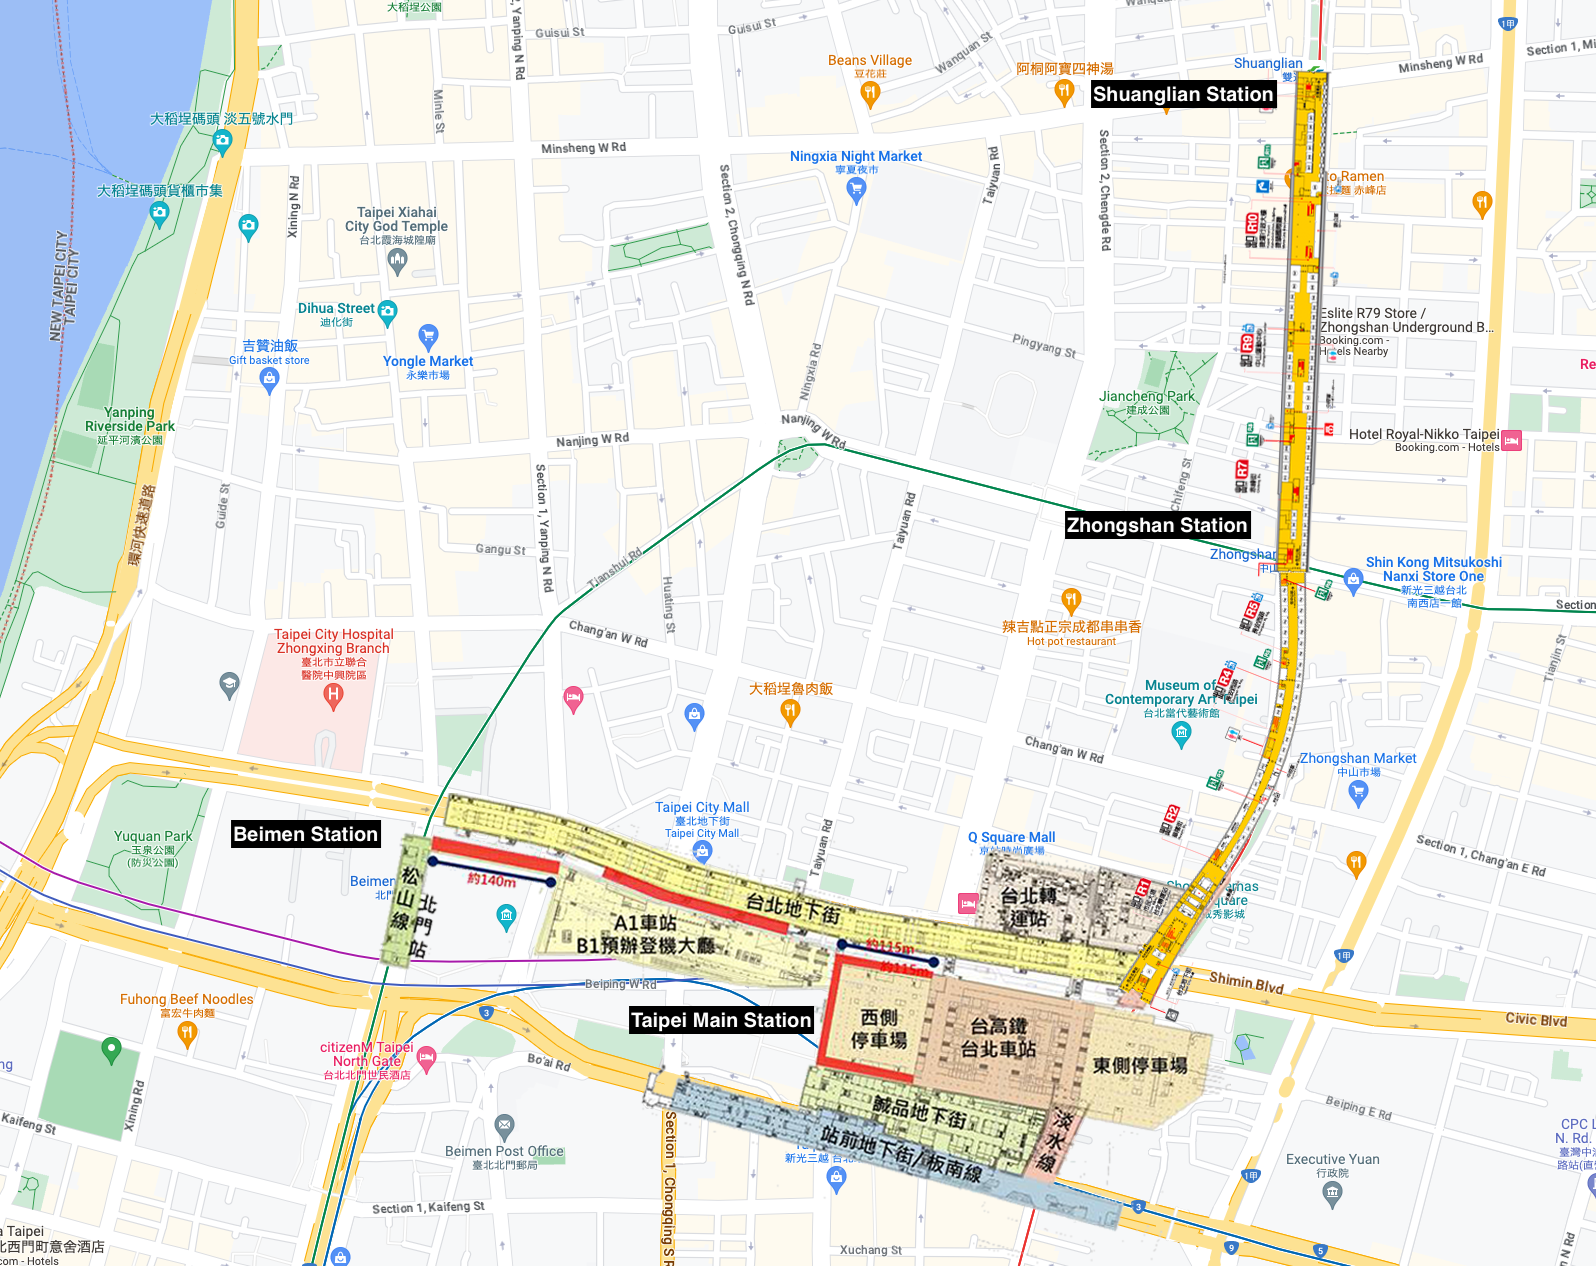 大稻埕公園
Guisui St
Guisui St
, Yanping N Rd
Wanquan St
Beans Village
豆花莊
阿桐阿寶四神湯
Shuanglian
Shuanglian Station
Minsheng W Rd
Section 1, Mi
1甲
Minle St
大稻埕碼頭 淡五號水門
Minsheng W Rd
Ningxia Night Market
寧夏夜市
Taiyuan Rd
Section 2, Chengde Rd
大稻埕碼頭貨櫃市集
Xining N Rd
Taipei Xiahai
City God Temple
台北霞海城隍廟
Section 2, Chongqing N Rd
to Ramen
拉麵 赤峰店
R10
NEW TAIPEI CITY
TAIPEI CITY
Dihua Street
迪化街
吉贊油飯
Gift basket store
Yongle Market
永樂市場
Ningxia Rd
Pingyang St
Eslite R79 Store /
Zhongshan Underground B...
Booking.com -
Hotels Nearby
R9
Re
Jiancheng Park
建成公園
Yanping
Riverside Park
延平河濱公園
Nanjing W Rd
Nanjing W Rd
R8
Hotel Royal-Nikko Taipei
Booking.com - Hotels
R7
環河快速道路
Guide St
Section 1, Yanping N Rd
Taiyuan Rd
Chifeng St
Zhongshan Station
Zhongshan
中山
Gangu St
Tianshui Rd
Huating St
Shin Kong Mitsukoshi
Nanxi Store One
新光三越台北
南西店一館
Section
R5
辣吉點正宗成都串串香
Hot pot restaurant
Chang'an W Rd
Taipei City Hospital
Zhongxing Branch
臺北市立聯合
醫院中興院區
Tianjin St
R4
大稻埕魯肉飯
Museum of
Contemporary Art Taipei
台北當代藝術館
Chang'an W Rd
Zhongshan Market
中山市場
Taipei City Mall
臺北地下街
Taipei City Mall
R2
Taiyuan Rd
Q Square Mall
京站時尚廣場
Section 1, Chang'an E Rd
Yuquan Park
玉泉公園
(防災公園)
Beimen Station
Beimen
北門
松山線
北門站
約140m
A1車站
B1預辦登機大廳
台北地下街
台北轉
運站
R1
quare
威秀影城
約115m
約115m
1甲
Shimin Blvd
Civic Blvd
Beiping W Rd
Fuhong Beef Noodles
富宏牛肉麵
3
Taipei Main Station
西側
停車場
台高鐵
台北車站
東側停車場
citizenM Taipei
North Gate
台北北門世民酒店
Bo'ai Rd
ng
Xining Rd
Kaifeng St
Beiping E Rd
誠品地下街
淡水線
站前地下街/板南線
新光三越 台北
Beimen Post Office
臺北北門郵局
Section 1, Chongqing S R
Executive Yuan
行政院
CPC L
N. Rd.
臺灣中
路站(直
1甲
3
Section 1, Kaifeng St
Xuchang St
9
5
a Taipei
北西門町意舍酒店
com - Hotels
n N Rd